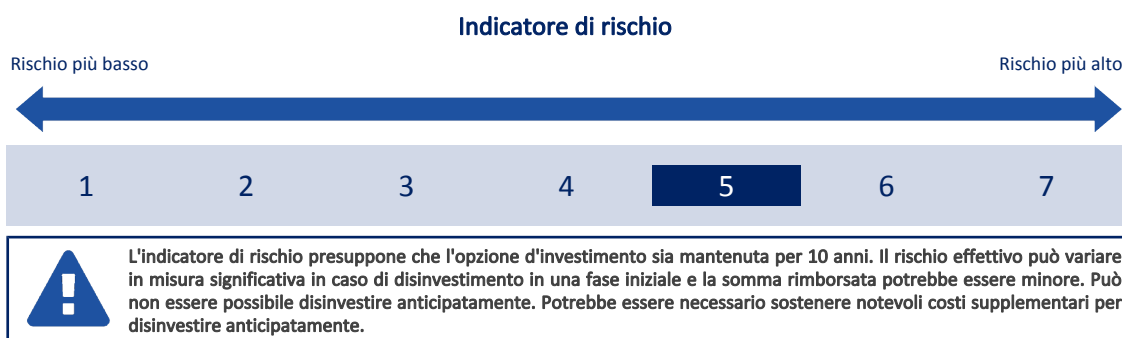 Indicatore di rischio
Rischio più basso
Rischio più alto
1 2 3 4 5 6 7
L'indicatore di rischio presuppone che l'opzione d'investimento sia mantenuta per 10 anni. Il rischio effettivo può variare
in misura significativa in caso di disinvestimento in una fase iniziale e la somma rimborsata potrebbe essere minore. Può
non essere possibile disinvestire anticipatamente. Potrebbe essere necessario sostenere notevoli costi supplementari per
disinvestire anticipatamente.